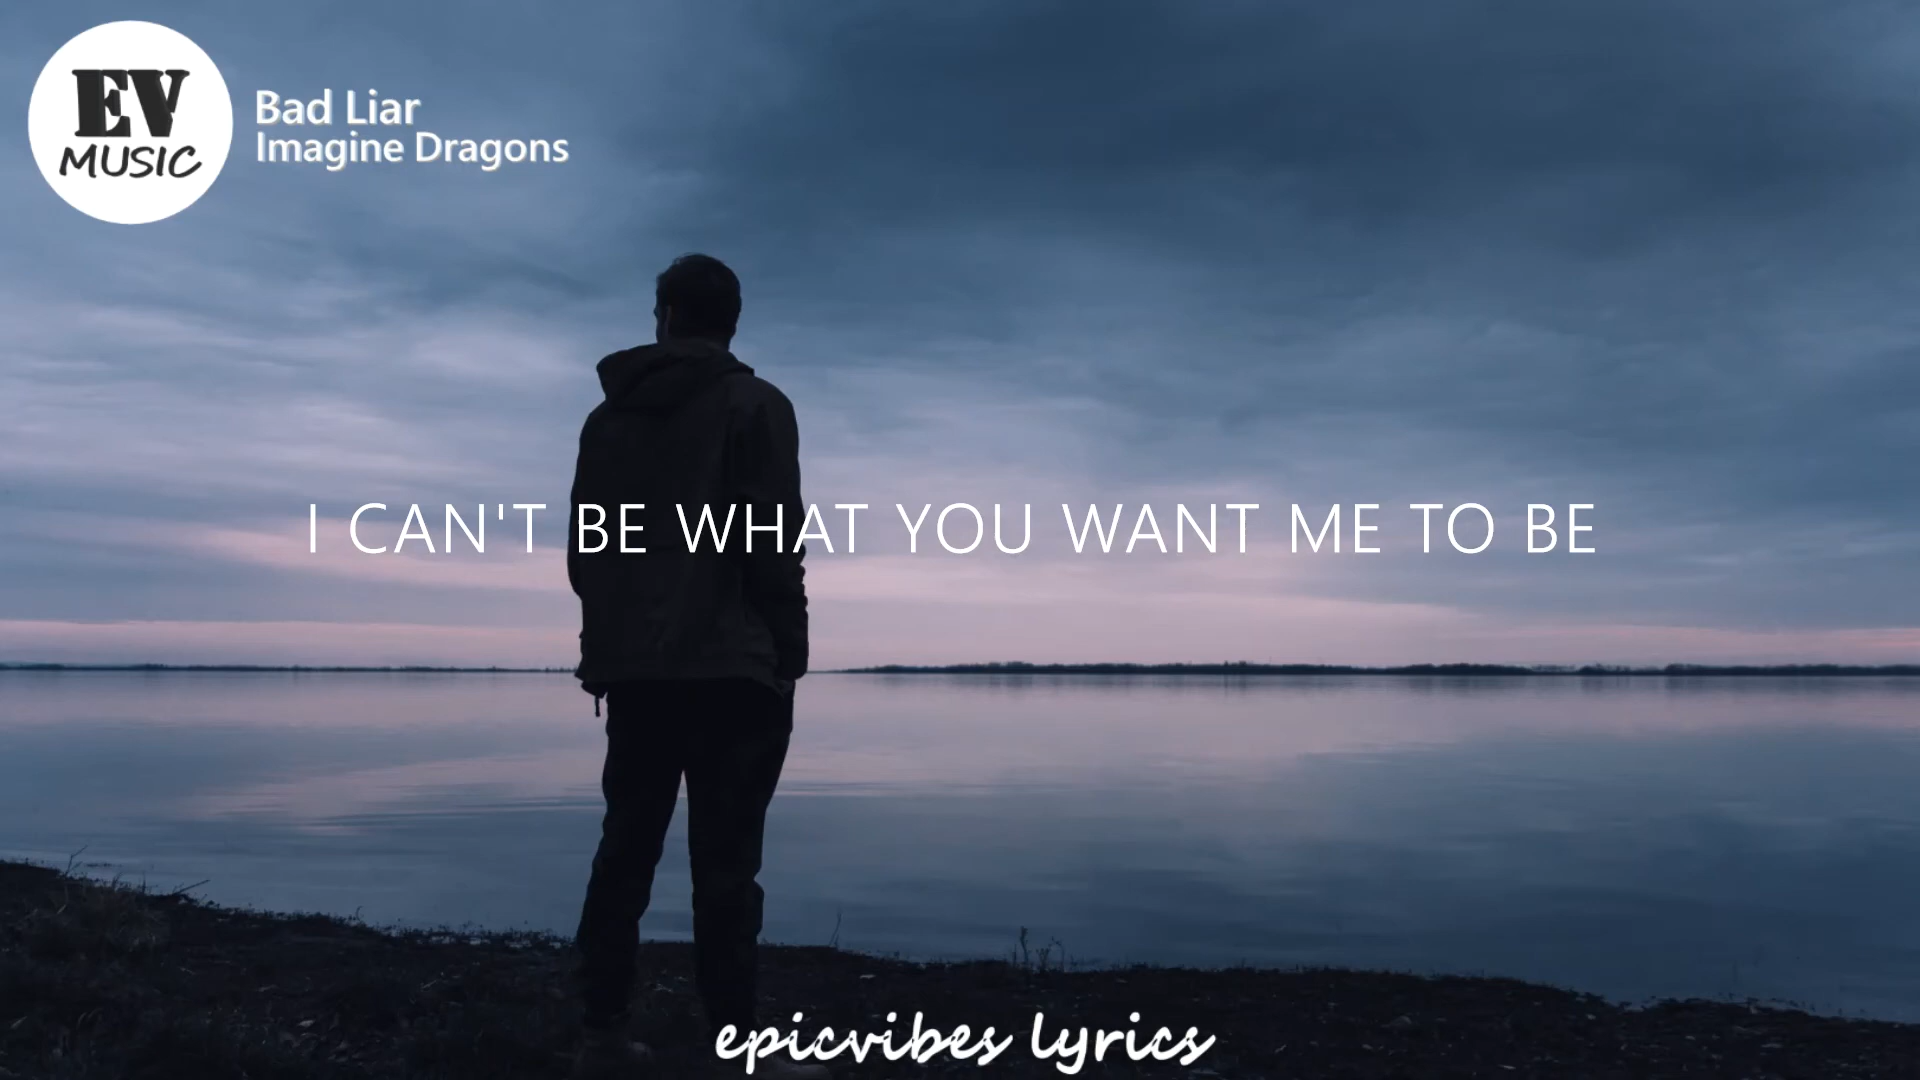 EV
MUSIC
Bad Liar
Imagine Dragons
I CAN'T BE WHAT YOU WANT ME TO BE
epicvibes lyrics